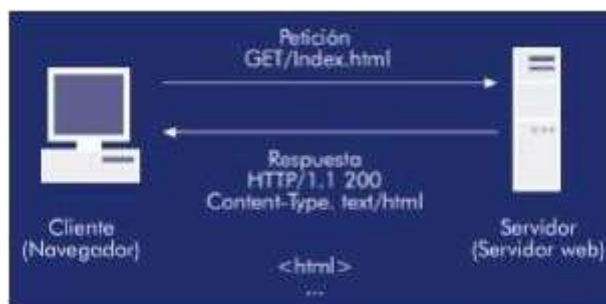 Petición
GET/Index.html
Respuesta
HTTP/1.1 200
Content-Type. text/html
Cliente
(Navegador)
Servidor
(Servidor web)
<html>
...